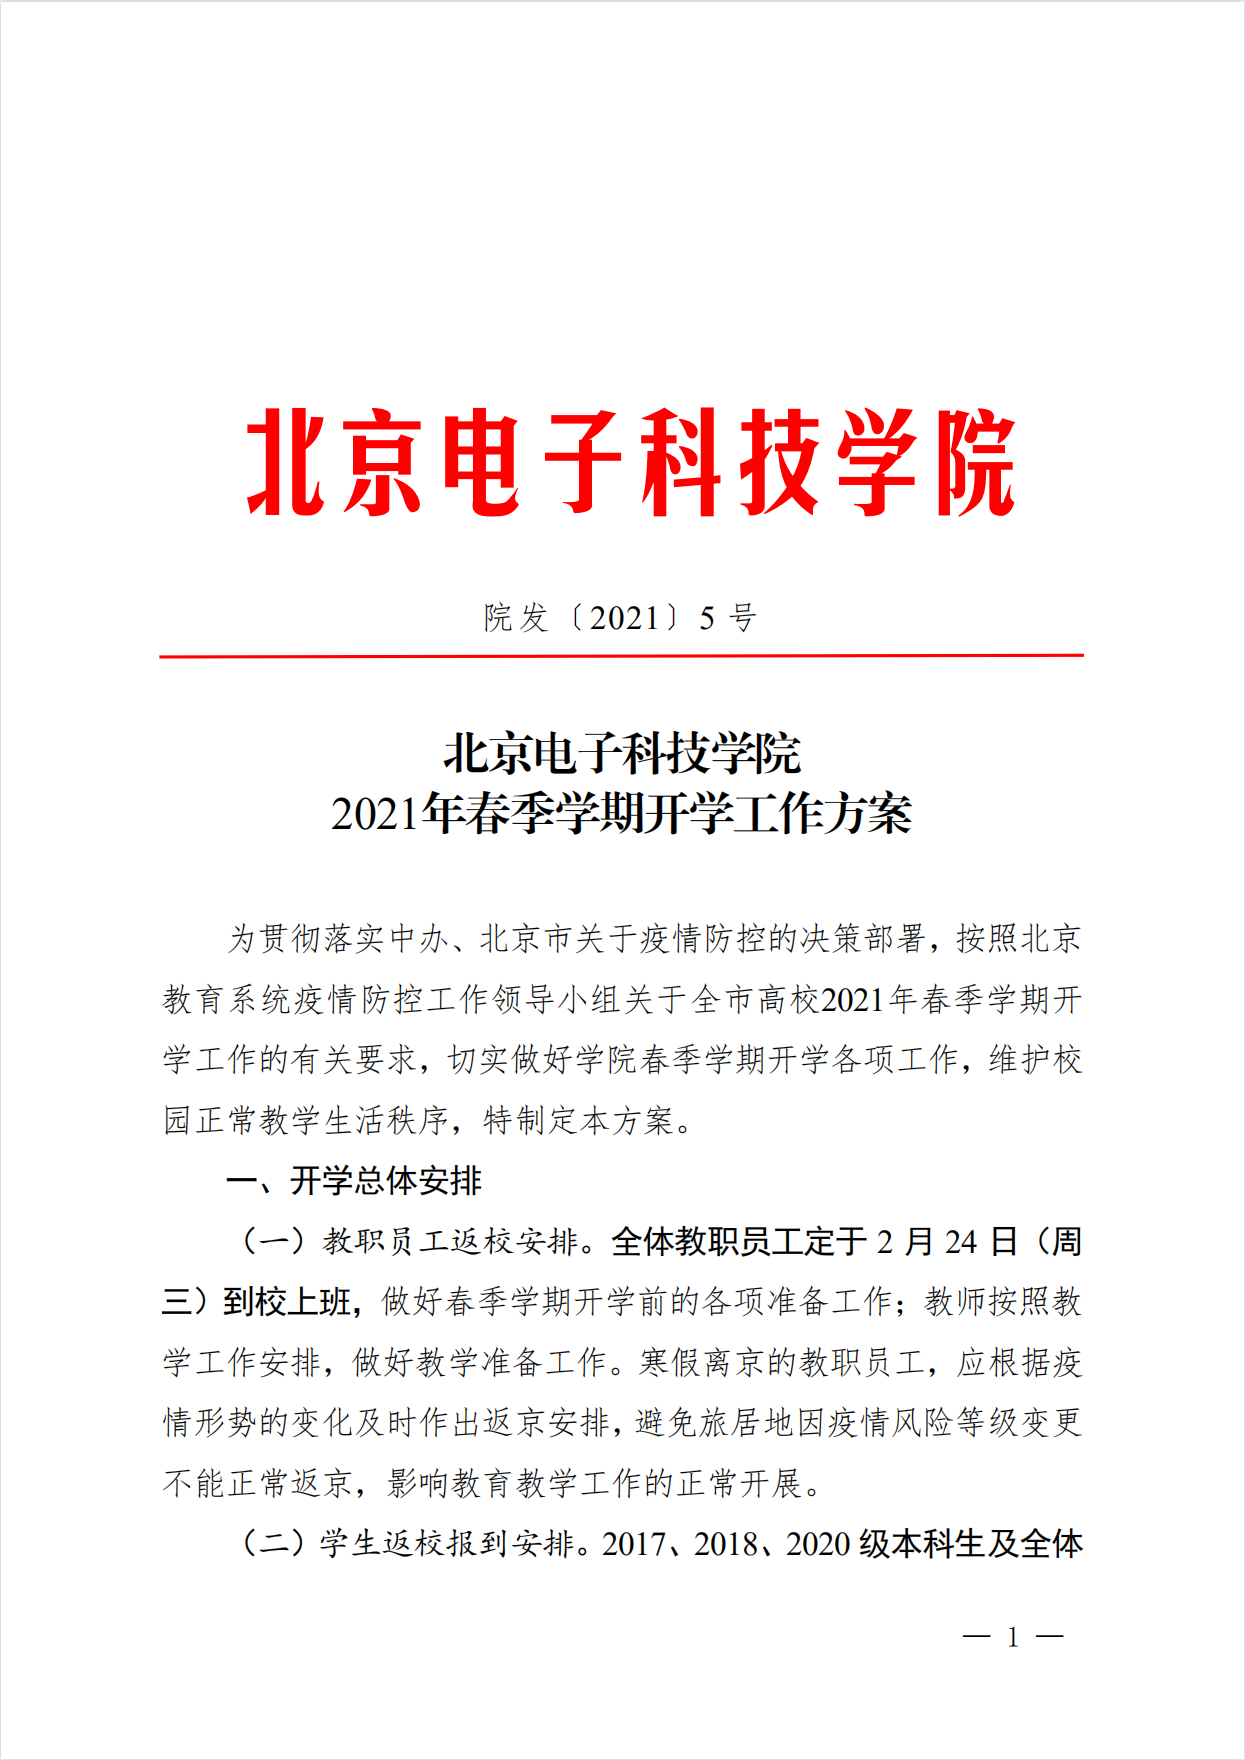 北京电子科技学院
院发〔2021〕5 号
北京电子科技学院
2021年春季学期开学工作方案
为贯彻落实中办、北京市关于疫情防控的决策部署，按照北京
教育系统疫情防控工作领导小组关于全市高校2021年春季学期开
学工作的有关要求，切实做好学院春季学期开学各项工作，维护校
园正常教学生活秩序，特制定本方案。
一、开学总体安排
（一）教职员工返校安排。全体教职员工定于 2 月 24 日（周
三）到校上班，做好春季学期开学前的各项准备工作；教师按照教
学工作安排，做好教学准备工作。寒假离京的教职员工，应根据疫
情形势的变化及时作出返京安排，避免旅居地因疫情风险等级变更
不能正常返京，影响教育教学工作的正常开展。
（二）学生返校报到安排。2017、2018、2020 级本科生及全体
— 1 —